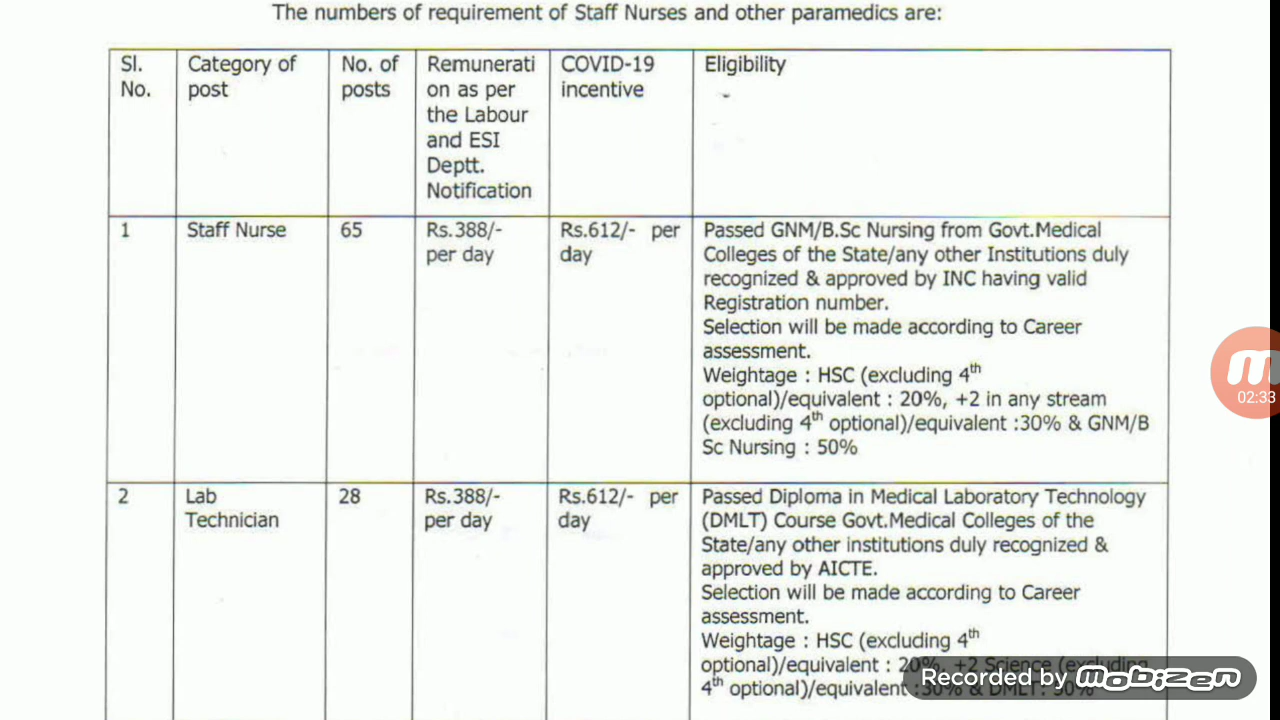 The numbers of requirement of Staff Nurses and other paramedics are:
Sl.
No.
Category of
post
No. of
posts
Remunerati
on as per
the Labour
and ESI
Deptt.
Notification
COVID-19
incentive
Eligibility
1
Staff Nurse
65
Rs.388/-
per day
Rs.612/- per
day
Passed GNM/B.Sc Nursing from Govt.Medical
Colleges of the State/any other Institutions duly
recognized & approved by INC having valid
Registration number.
Selection will be made according to Career
assessment.
Weightage : HSC (excluding 4th
optional)/equivalent : 20%, +2 in any stream
(excluding 4th optional)/equivalent :30% & GNM/B
Sc Nursing : 50%
2
Lab
Technician
28
Rs.388/-
per day
Rs.612/- per
day
Passed Diploma in Medical Laboratory Technology
(DMLT) Course Govt.Medical Colleges of the
State/any other institutions duly recognized &
approved by AICTE.
Selection will be made according to Career
assessment.
Weightage : HSC (excluding 4th
optional)/equivalent : 20%, +2 Science (excluding
4th optional)/equivalent :30% & DMLT: 50%
02:33
Recorded by Mobizen